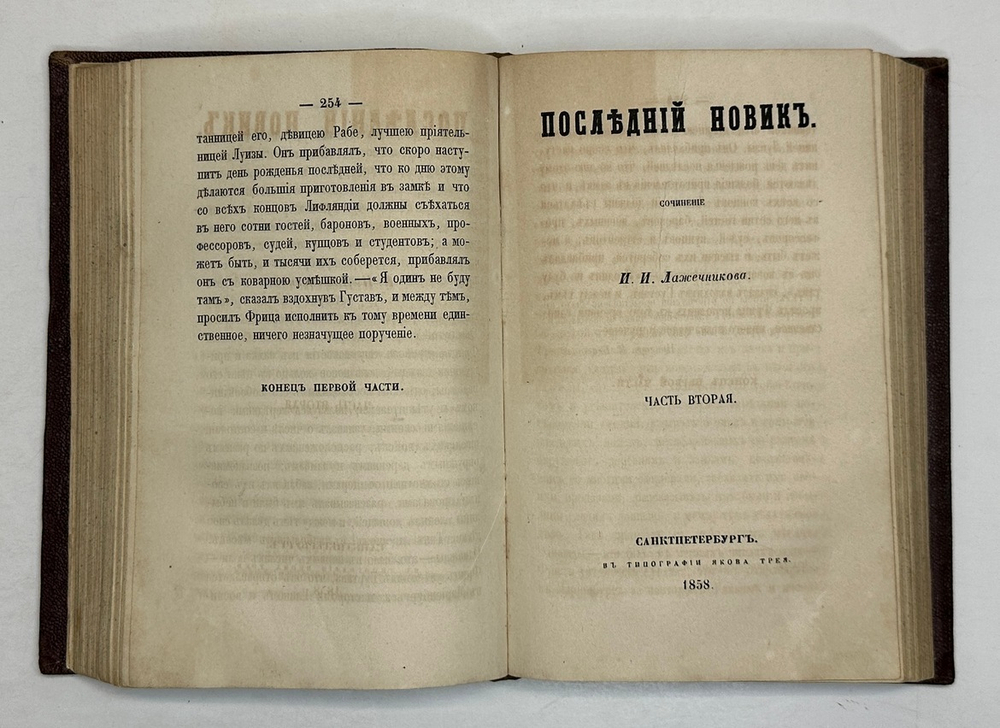 — 254 —
танницей его, дѣвицею Рабе, лучшею пріятель-
ницей Луизы. Онъ прибавлялъ, что скоро насту-
питъ день рожденья послѣдней, что ко дню этому
дѣлаются большія приготовленія въ замкѣ и что
со всѣхъ концовъ Лифляндіи должны съѣхаться
въ него сотни гостей, бароновъ, военныхъ, про-
фессоровъ, судей, купцовъ и студентовъ; а мо-
жетъ быть, и тысячи ихъ соберется, прибавлялъ
онъ съ коварною усмѣшкой. — «Я одинъ не буду
тамъ», сказалъ вздохнувъ Густавъ, и между тѣмъ,
просилъ Фрица исполнить къ тому времени един-
ственное, ничего незначущее порученіе.
КОНЕЦЪ ПЕРВОЙ ЧАСТИ.
ПОСЛѢДНІЙ НОВИКЪ.
СОЧИНЕНІЕ
И. И. Лажечникова.
ЧАСТЬ ВТОРАЯ.
САНКТПЕТЕРБУРГЪ.
ВЪ ТИПОГРАФІИ ЯКОВА ТРЕЯ.
1858.